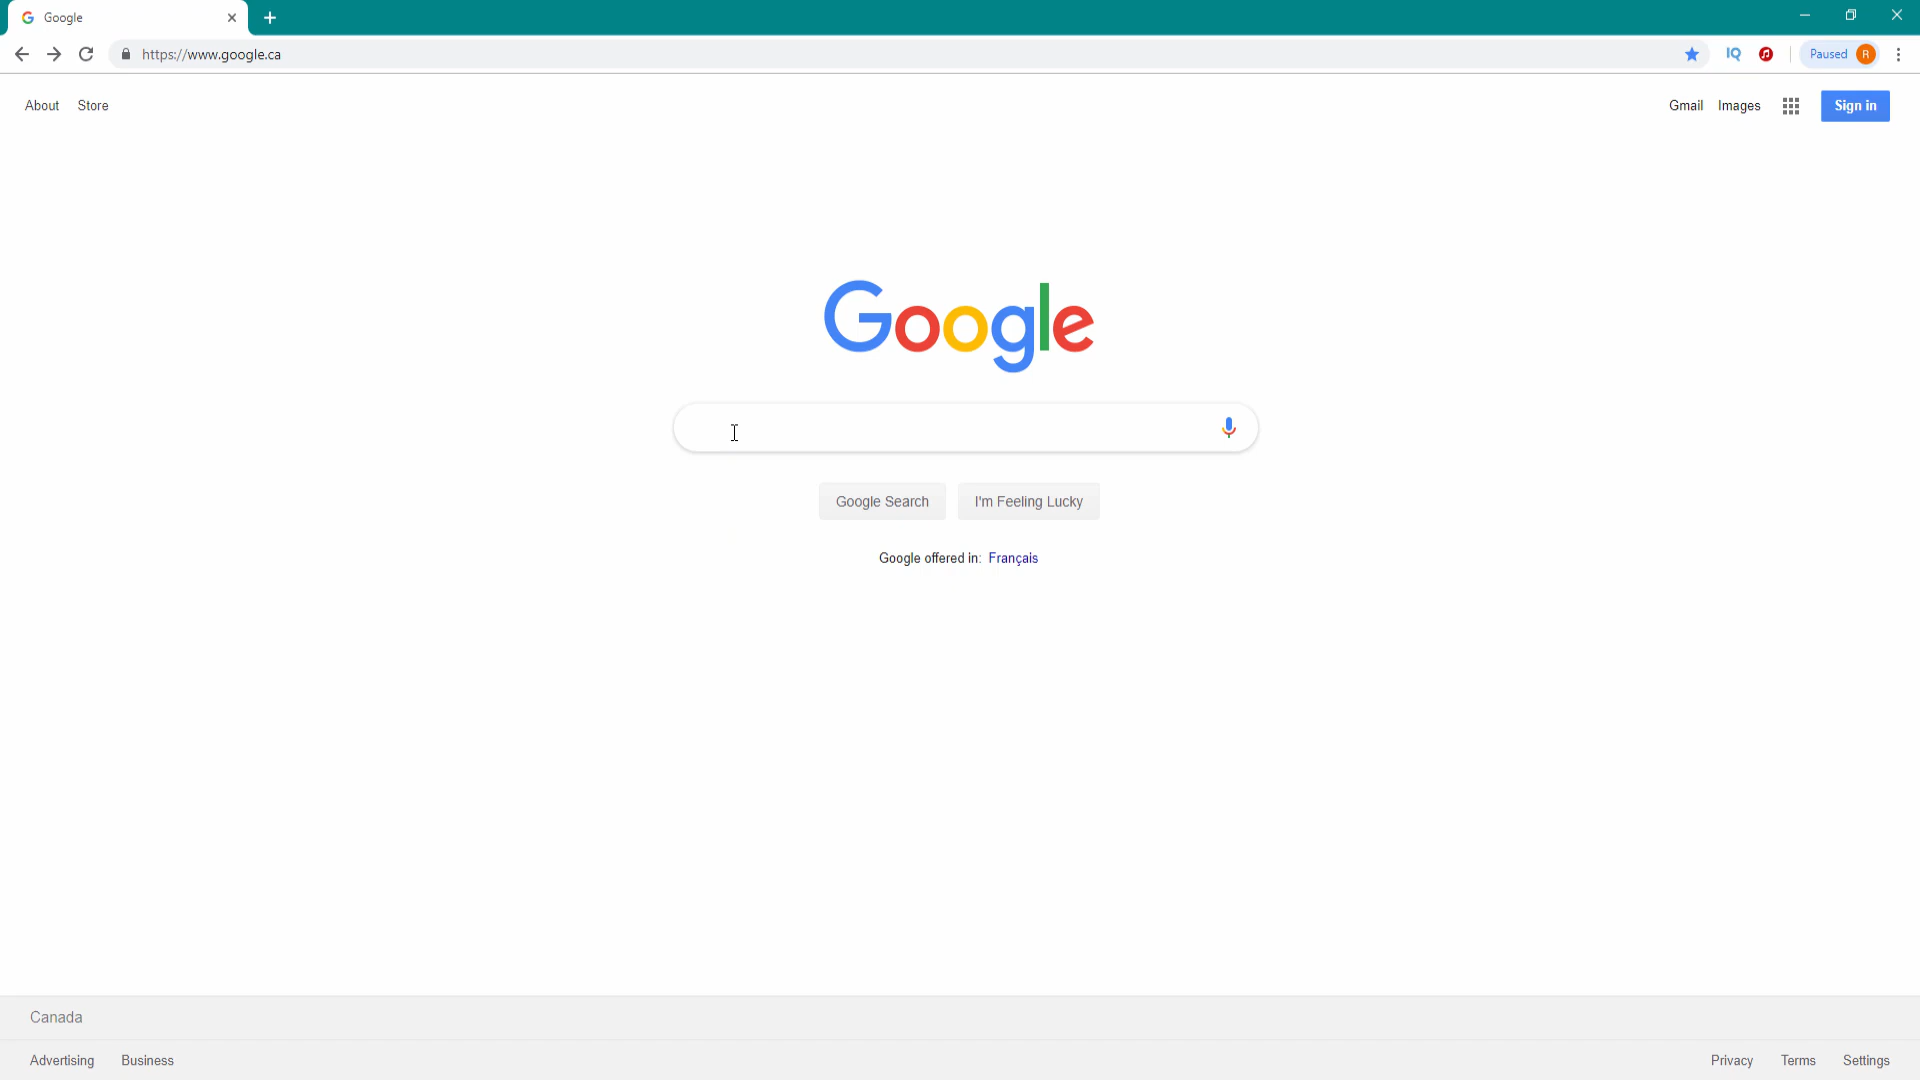 Google
https://www.google.ca
IQ
Paused R
About Store
Gmail Images Sign in
Google
Google Search I'm Feeling Lucky
Google offered in: Français
Canada
Advertising Business
Privacy Terms Settings